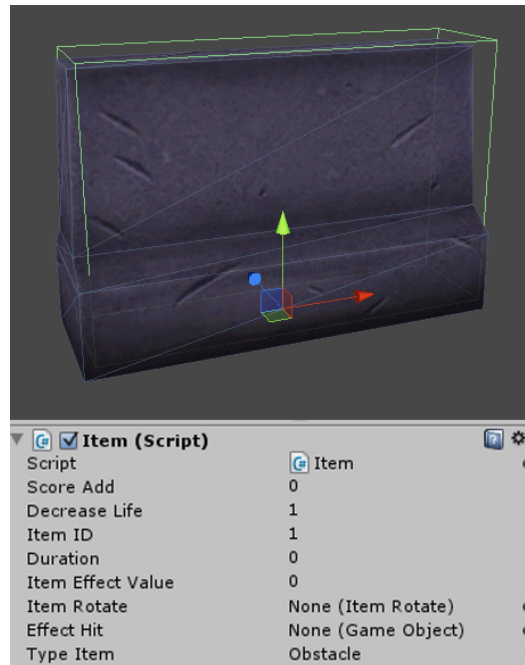 Item (Script)
Script Item
Score Add 0
Decrease Life 1
Item ID 1
Duration 0
Item Effect Value 0
Item Rotate None (Item Rotate)
Effect Hit None (Game Object)
Type Item Obstacle